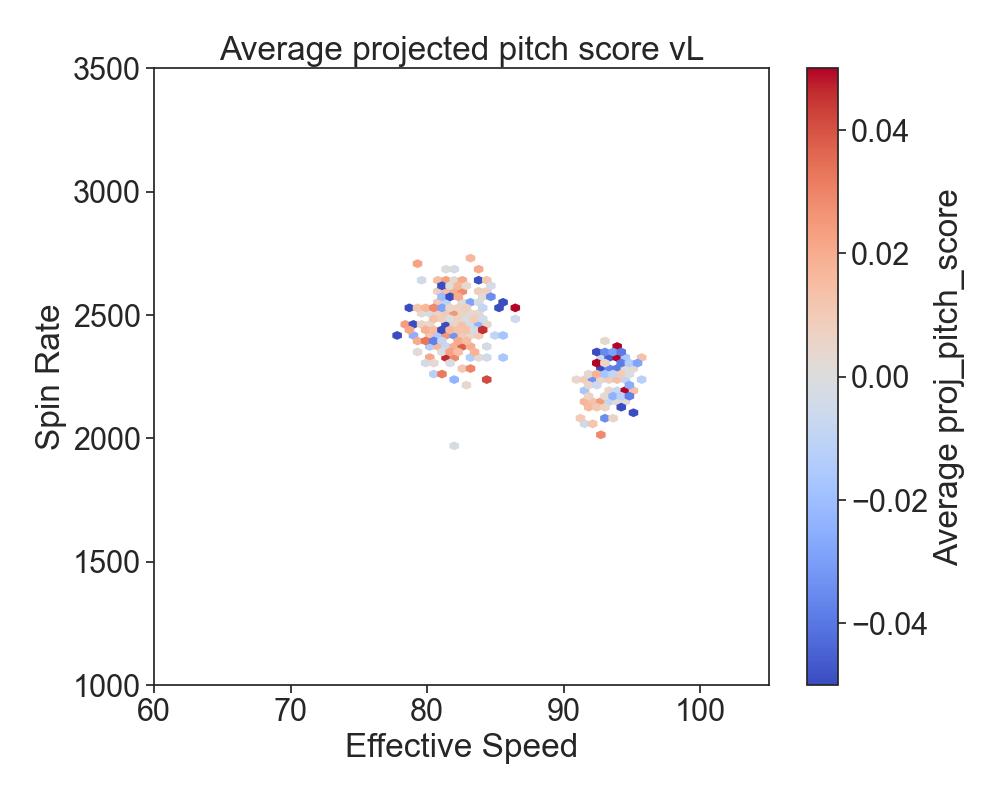 Average projected pitch score vL
3500
3000
2500
2000
1500
1000
Spin Rate
60 70 80 90 100
Effective Speed
0.04
0.02
0.00
−0.02
−0.04
Average proj_pitch_score